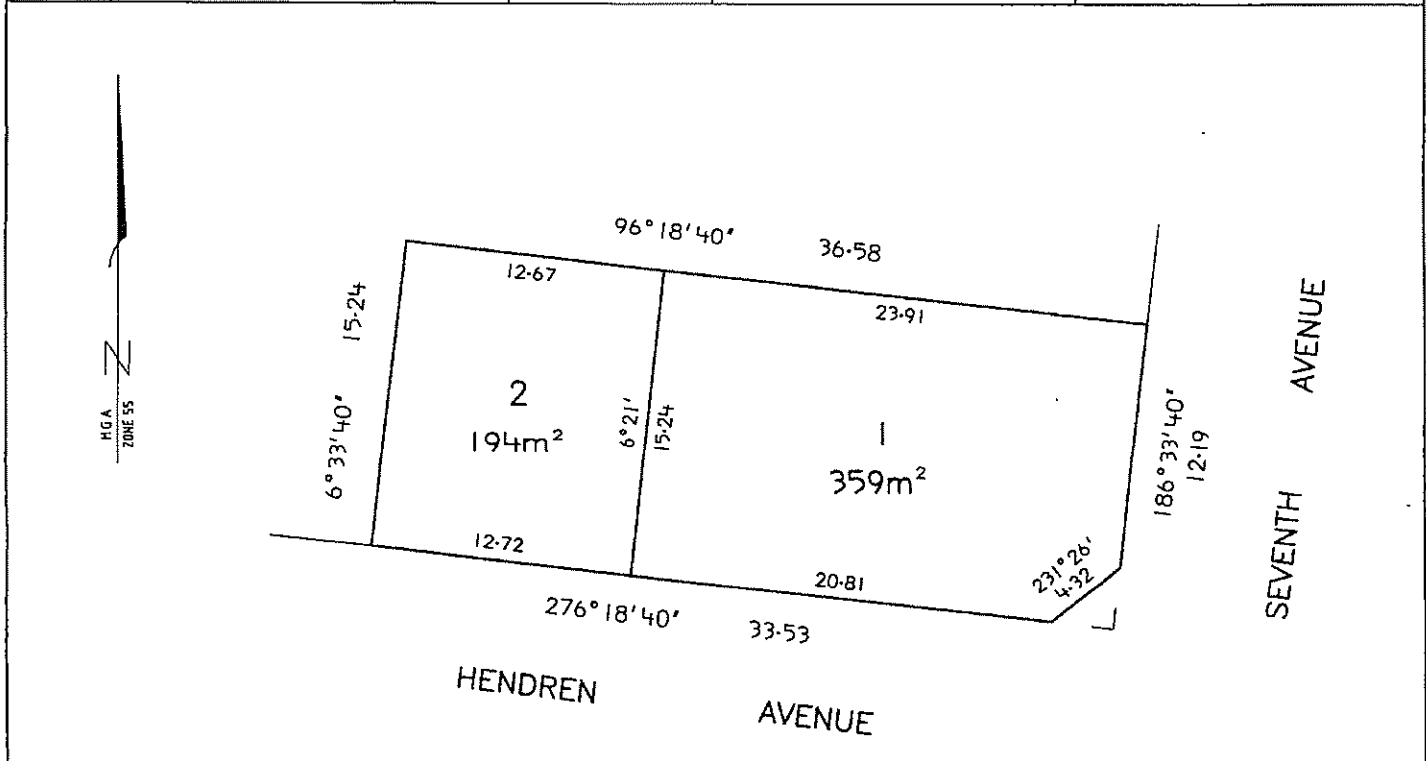 96°18'40" 36·58
12·67
23·91
15·24
6°33'40"
2
194m²
6°21'
15·24
1
359m²
186°33'40"
12·19
231°26'
4·32
12·72
20·81
276°18'40" 33·53
HENDREN AVENUE
SEVENTH AVENUE
MGA
ZONE 55
N